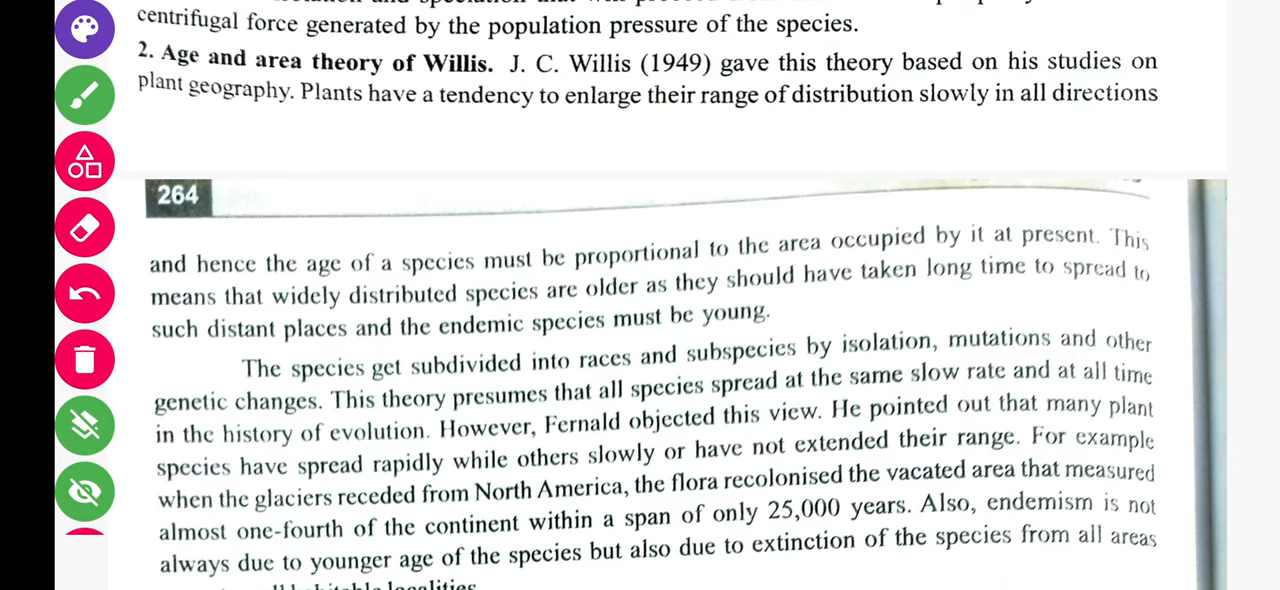 centrifugal force generated by the population pressure of the species.
2. Age and area theory of Willis. J. C. Willis (1949) gave this theory based on his studies on
plant geography. Plants have a tendency to enlarge their range of distribution slowly in all directions
264
and hence the age of a species must be proportional to the area occupied by it at present. This
means that widely distributed species are older as they should have taken long time to spread to
such distant places and the endemic species must be young.
The species get subdivided into races and subspecies by isolation, mutations and other
genetic changes. This theory presumes that all species spread at the same slow rate and at all time
in the history of evolution. However, Fernald objected this view. He pointed out that many plant
species have spread rapidly while others slowly or have not extended their range. For example
when the glaciers receded from North America, the flora recolonised the vacated area that measured
almost one-fourth of the continent within a span of only 25,000 years. Also, endemism is not
always due to younger age of the species but also due to extinction of the species from all areas
localities